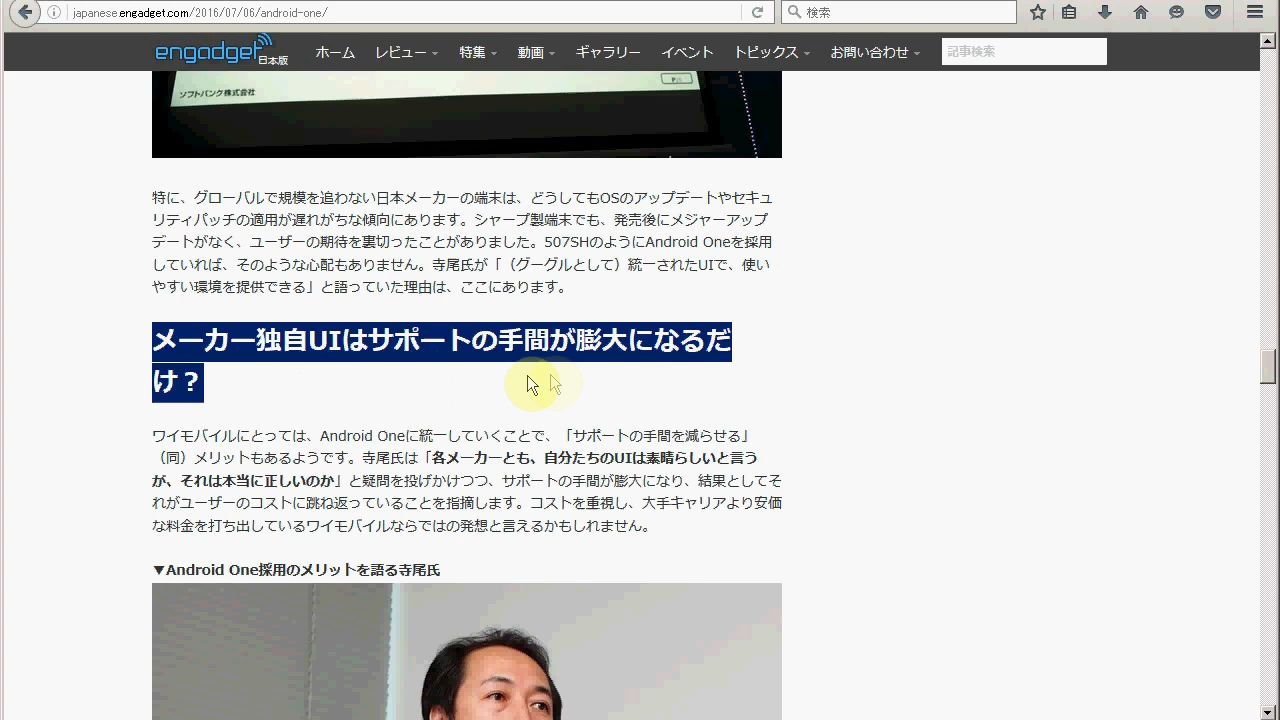 japanese.engadget.com/2016/07/06/android-one/
検索
engadget
日本版
ホーム
レビュー
特集
動画
ギャラリー
イベント
トピックス
お問い合わせ
記事検索
ソフトバンク株式会社
特に、グローバルで規模を追わない日本メーカーの端末は、どうしてもOSのアップデートやセキュ
リティパッチの適用が遅れがちな傾向にあります。シャープ製端末でも、発売後にメジャーアップ
デートがなく、ユーザーの期待を裏切ったことがありました。507SHのようにAndroid Oneを採用
していれば、そのような心配もありません。寺尾氏が「（グーグルとして）統一されたUIで、使い
やすい環境を提供できる」と語っていた理由は、ここにあります。
メーカー独自UIはサポートの手間が膨大になるだ
け？
ワイモバイルにとっては、Android Oneに統一していくことで、「サポートの手間を減らせる」
（同）メリットもあるようです。寺尾氏は「各メーカーとも、自分たちのUIは素晴らしいと言う
が、それは本当に正しいのか」と疑問を投げかけつつ、サポートの手間が膨大になり、結果としてそ
れがユーザーのコストに跳ね返っていることを指摘します。コストを重視し、大手キャリアより安価
な料金を打ち出しているワイモバイルならではの発想と言えるかもしれません。
▼Android One採用のメリットを語る寺尾氏